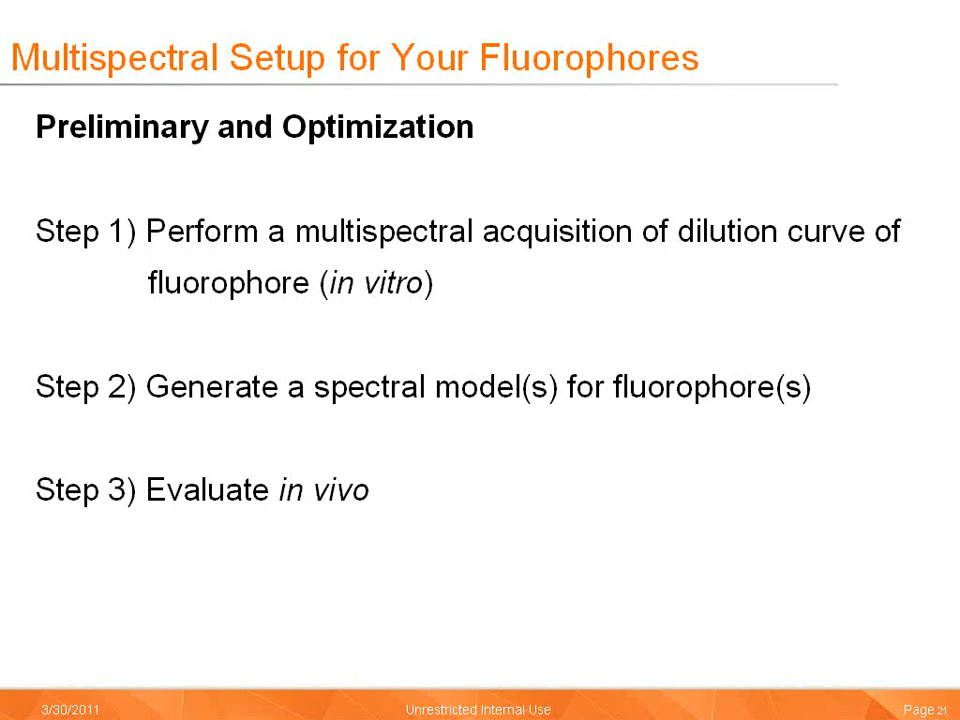 Multispectral Setup for Your Fluorophores
Preliminary and Optimization
Step 1) Perform a multispectral acquisition of dilution curve of
fluorophore (in vitro)
Step 2) Generate a spectral model(s) for fluorophore(s)
Step 3) Evaluate in vivo
3/30/2011
Unrestricted Internal Use
Page 21